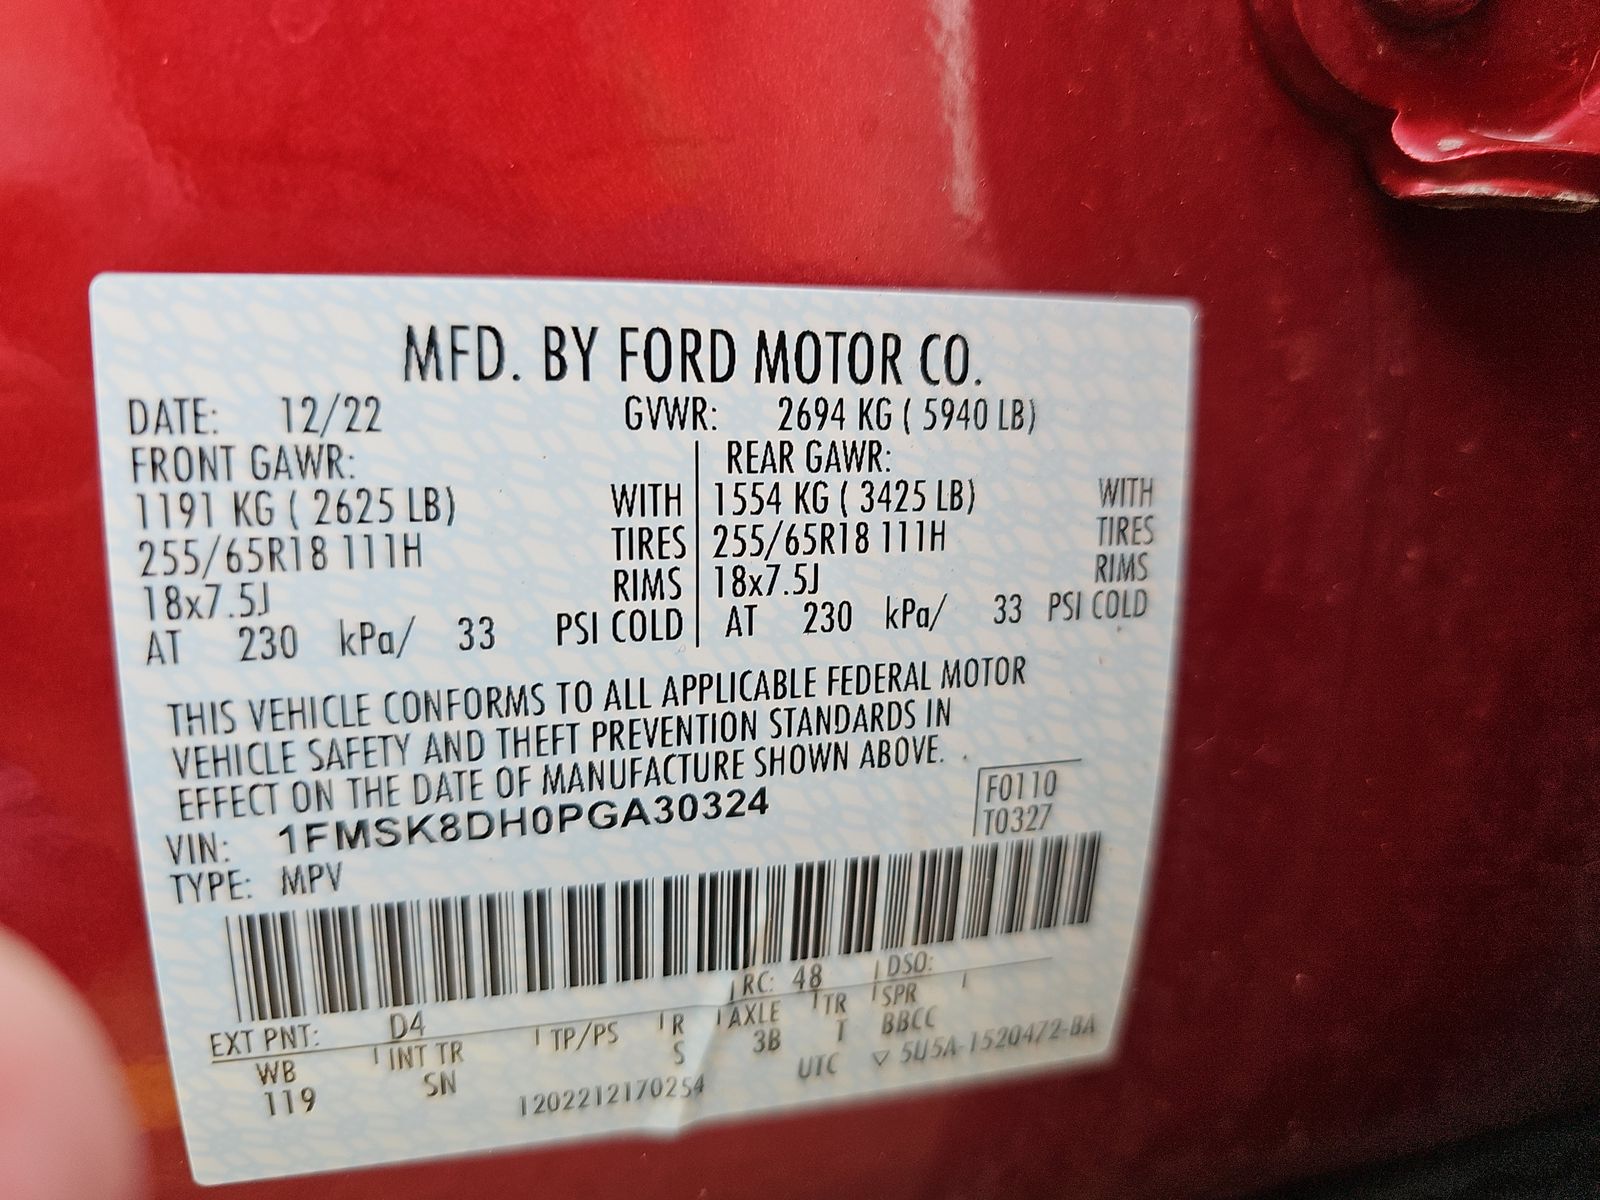 MFD. BY FORD MOTOR CO.
DATE: 12/22 GVWR: 2694 KG ( 5940 LB)
FRONT GAWR: REAR GAWR:
1191 KG ( 2625 LB) WITH 1554 KG ( 3425 LB) WITH
255/65R18 111H TIRES 255/65R18 111H TIRES
18x7.5J RIMS 18x7.5J RIMS
AT 230 kPa/ 33 PSI COLD AT 230 kPa/ 33 PSI COLD
THIS VEHICLE CONFORMS TO ALL APPLICABLE FEDERAL MOTOR
VEHICLE SAFETY AND THEFT PREVENTION STANDARDS IN
EFFECT ON THE DATE OF MANUFACTURE SHOWN ABOVE.
VIN: 1FMSK8DH0PGA30324 F0110
TYPE: MPV T0327
EXT PNT: D4 RC: 48 DSO:
WB INT TR TP/PS R AXLE TR SPR
119 SN S 3B T BBCC
1202212170254 UTC ▽ 5U5A-1520472-BA